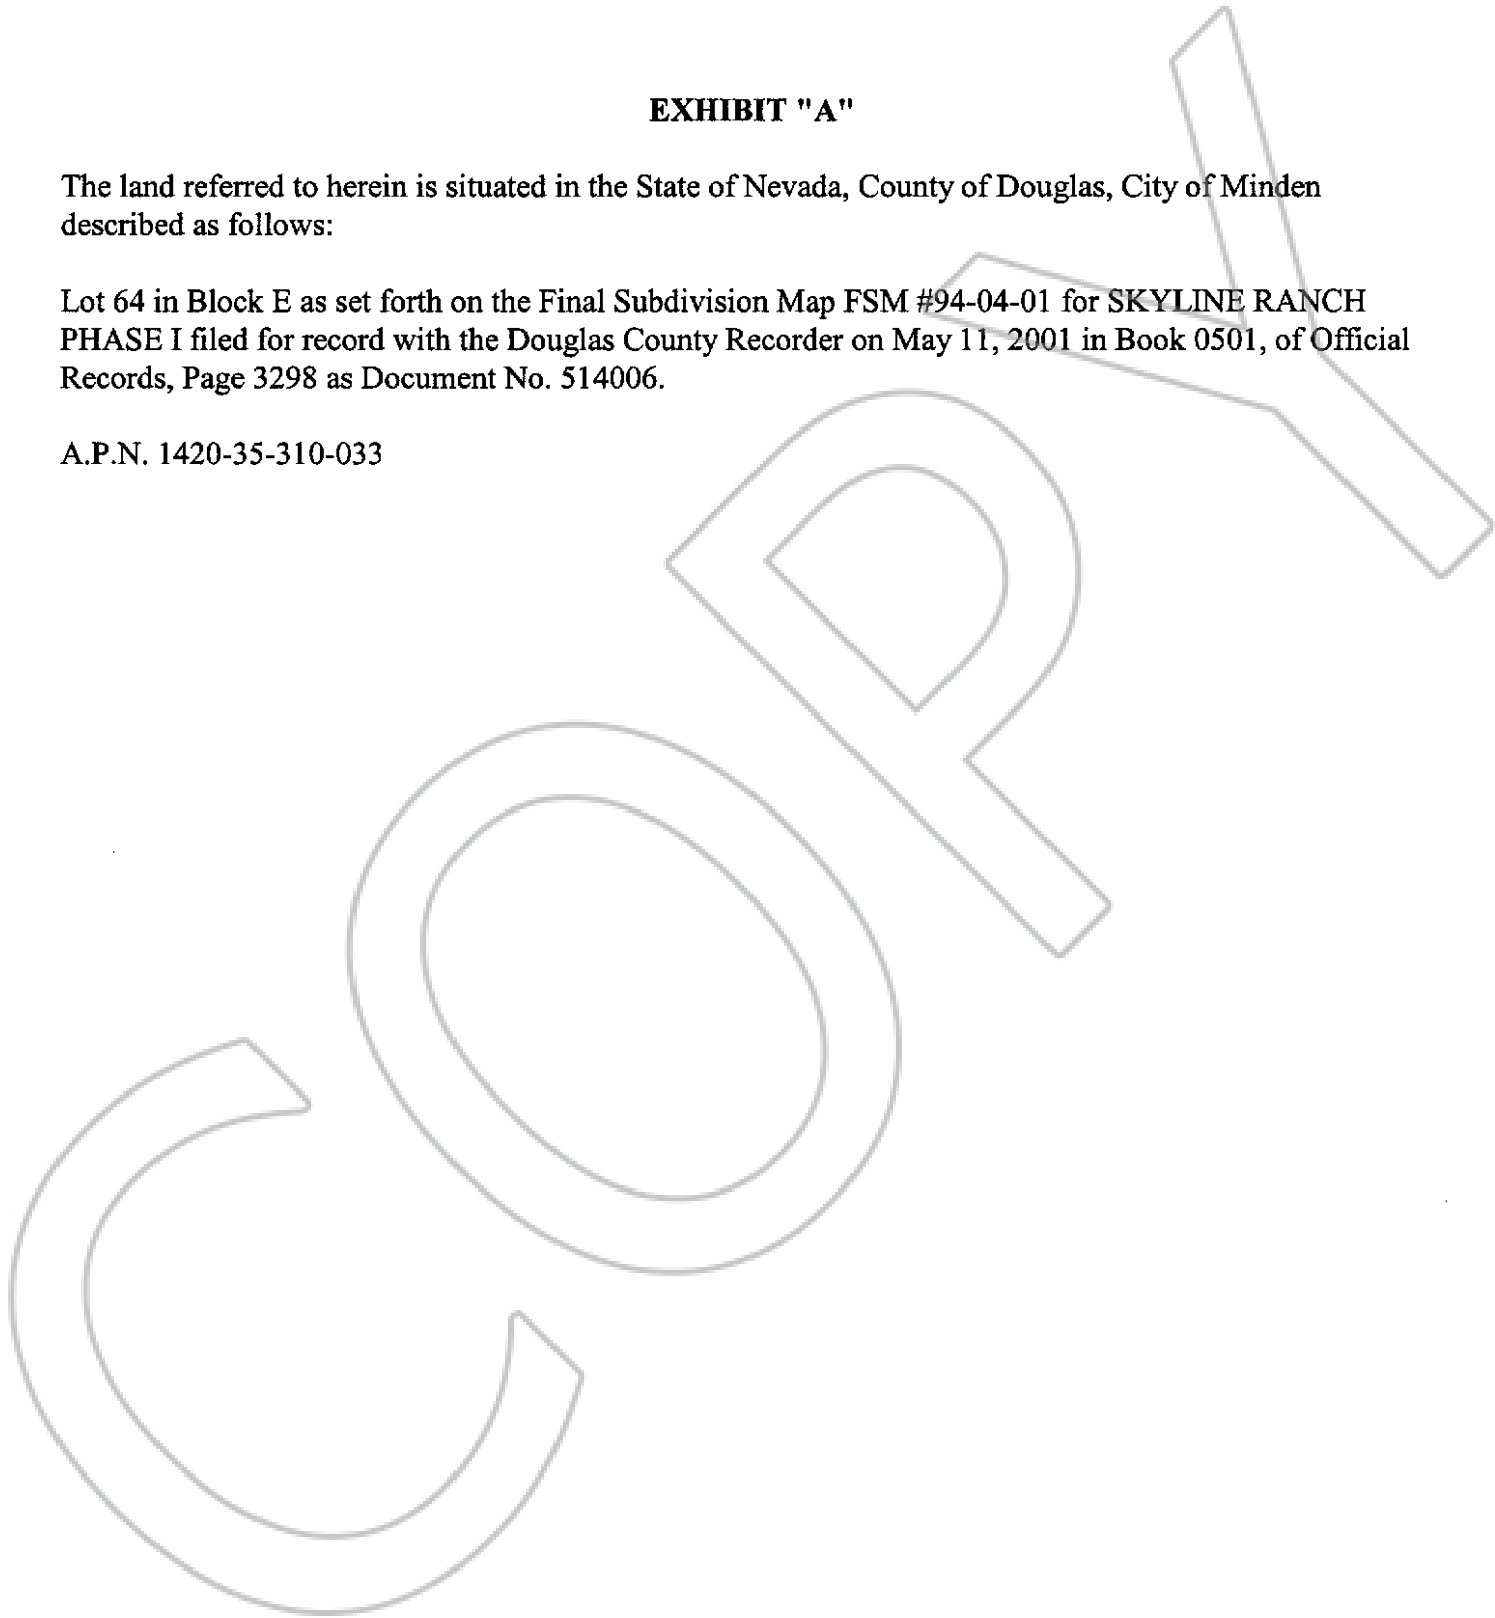 EXHIBIT "A"
The land referred to herein is situated in the State of Nevada, County of Douglas, City of Minden
described as follows:
Lot 64 in Block E as set forth on the Final Subdivision Map FSM #94-04-01 for SKYLINE RANCH
PHASE I filed for record with the Douglas County Recorder on May 11, 2001 in Book 0501, of Official
Records, Page 3298 as Document No. 514006.
A.P.N. 1420-35-310-033
COPY